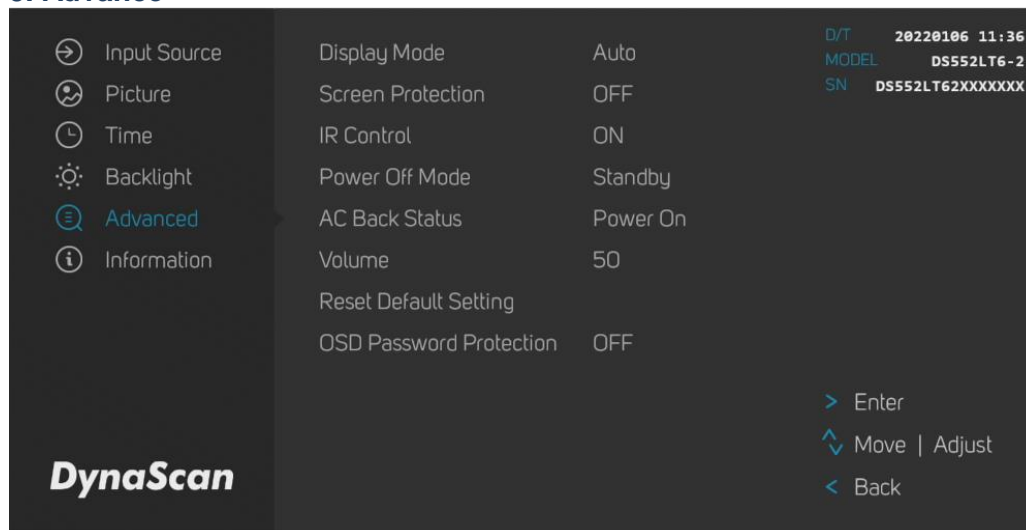 Input Source
Picture
Time
Backlight
Advanced
Information
DynaScan
Display Mode Auto
Screen Protection OFF
IR Control ON
Power Off Mode Standby
AC Back Status Power On
Volume 50
Reset Default Setting
OSD Password Protection OFF
D/T 20220106 11:36
MODEL DS552LT6-2
SN DS552LT62XXXXXXX
> Enter
Move | Adjust
< Back